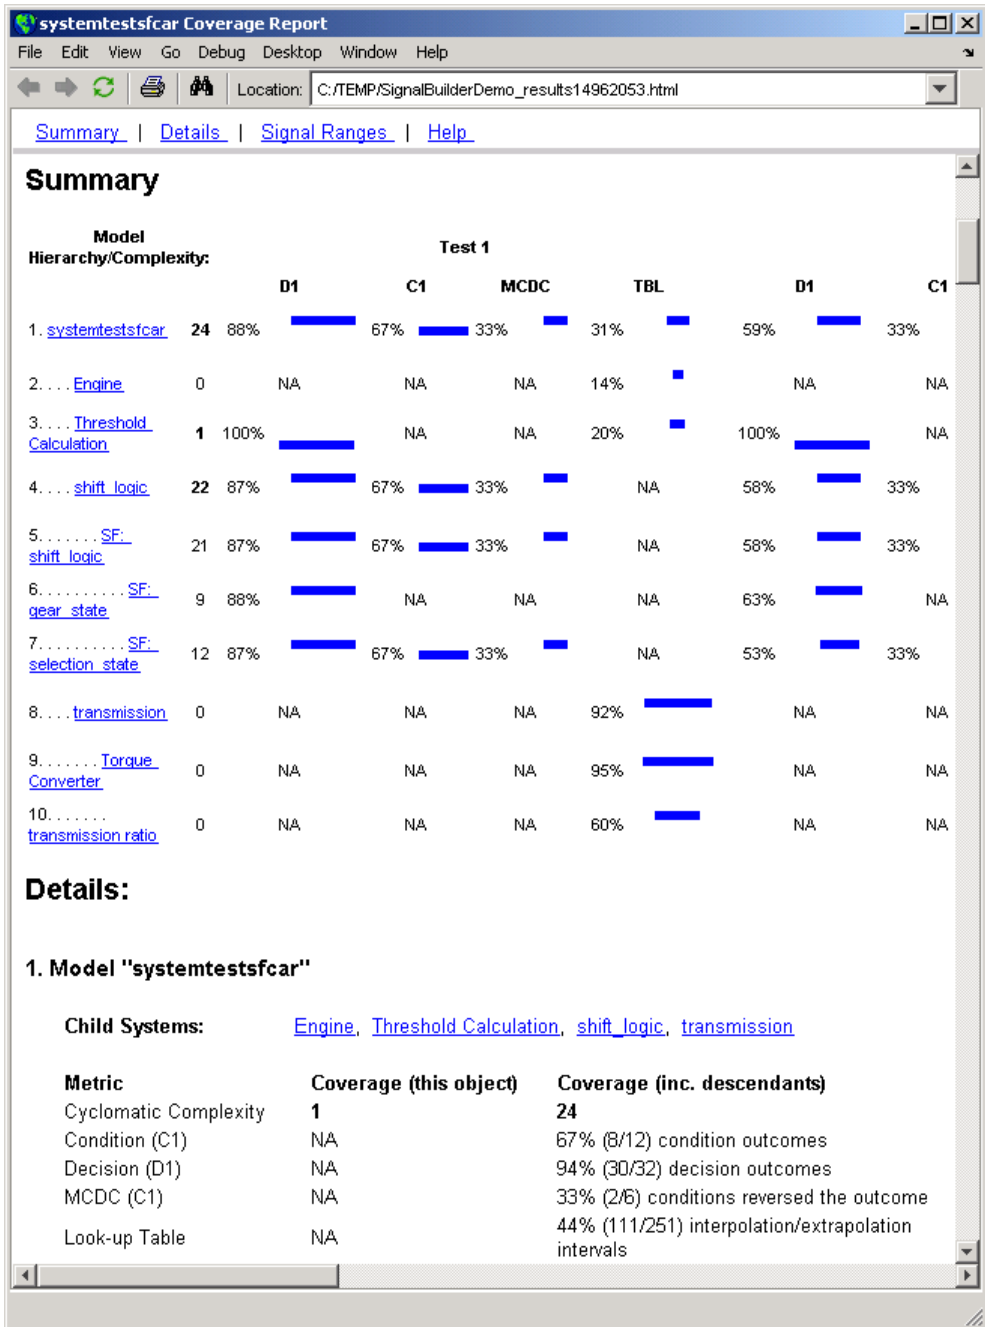 systemtestsfcar Coverage Report
File Edit View Go Debug Desktop Window Help
Location: C:/TEMP/SignalBuilderDemo_results14962053.html
Summary | Details | Signal Ranges | Help
Summary
Model
Hierarchy/Complexity:
Test 1
D1 C1 MCDC TBL D1 C1
1. systemtestsfcar 24 88% 67% 33% 31% 59% 33%
2. . . . Engine 0 NA NA NA 14% NA NA
3. . . . Threshold
Calculation 1 100% NA NA 20% 100% NA
4. . . . shift_logic 22 87% 67% 33% NA 58% 33%
5. . . . . . . SF:
shift_logic 21 87% 67% 33% NA 58% 33%
6. . . . . . . . . . SF:
gear_state 9 88% NA NA NA 63% NA
7. . . . . . . . . . SF:
selection_state 12 87% 67% 33% NA 53% 33%
8. . . . transmission 0 NA NA NA 92% NA NA
9. . . . . . . Torque
Converter 0 NA NA NA 95% NA NA
10. . . . . . .
transmission ratio 0 NA NA NA 60% NA NA
Details:
1. Model "systemtestsfcar"
Child Systems: Engine, Threshold Calculation, shift_logic, transmission
Metric Coverage (this object) Coverage (inc. descendants)
Cyclomatic Complexity 1 24
Condition (C1) NA 67% (8/12) condition outcomes
Decision (D1) NA 94% (30/32) decision outcomes
MCDC (C1) NA 33% (2/6) conditions reversed the outcome
Look-up Table NA 44% (111/251) interpolation/extrapolation
intervals